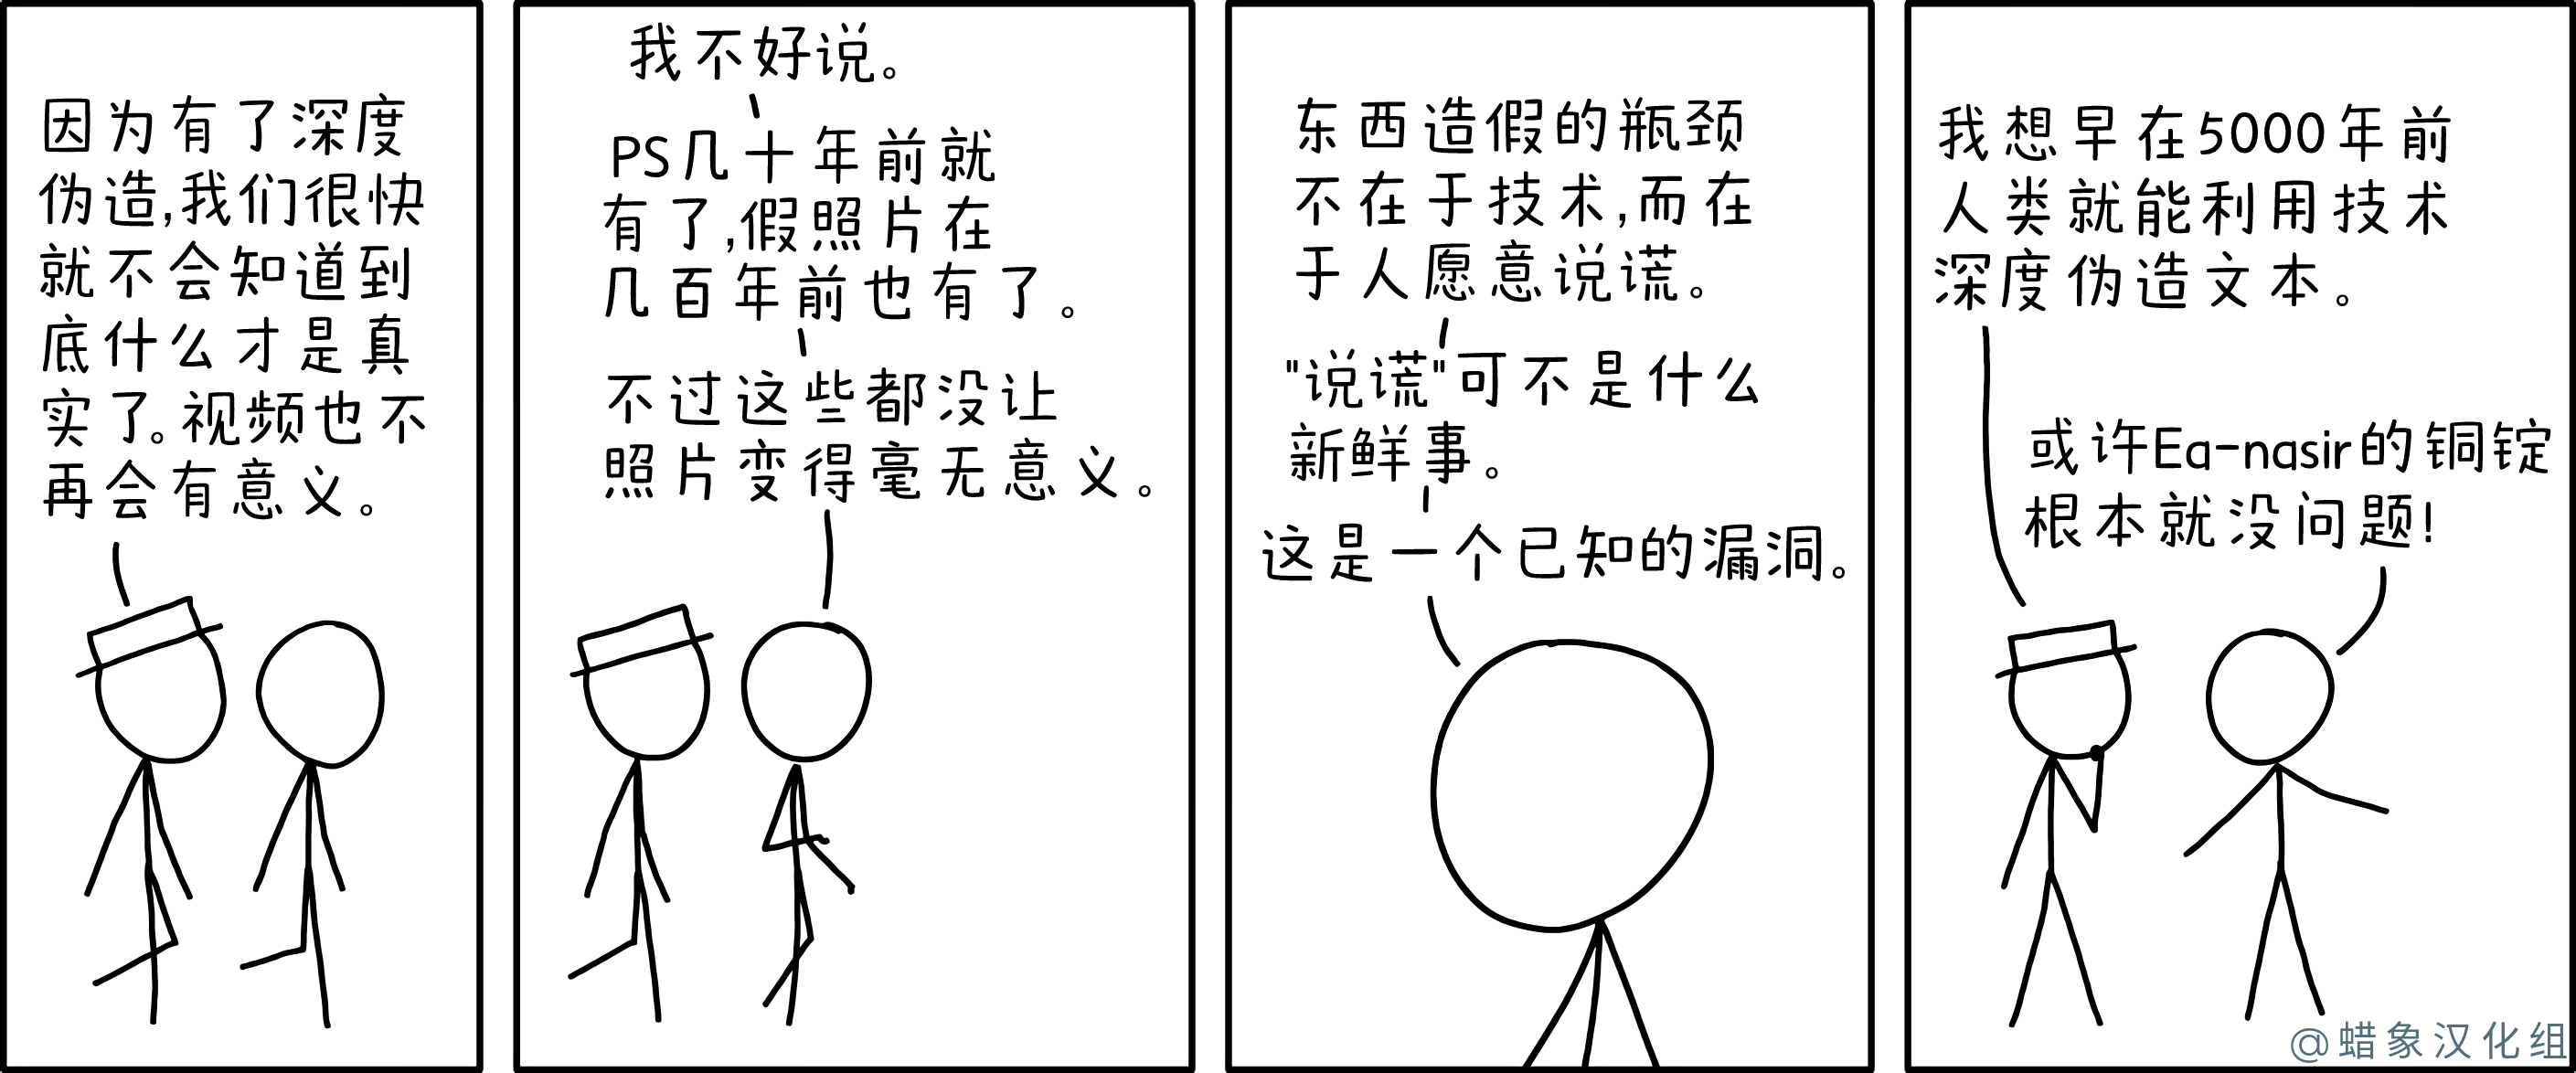 因为有了深度
伪造,我们很快
就不会知道到
底什么才是真
实了。视频也不
再会有意义。
我不好说。
PS几十年前就
有了,假照片在
几百年前也有了。
不过这些都没让
照片变得毫无意义。
东西造假的瓶颈
不在于技术,而在
于人愿意说谎。
"说谎"可不是什么
新鲜事。
这是一个已知的漏洞。
我想早在5000年前
人类就能利用技术
深度伪造文本。
或许Ea-nasir的铜锭
根本就没问题!
@蜡象汉化组